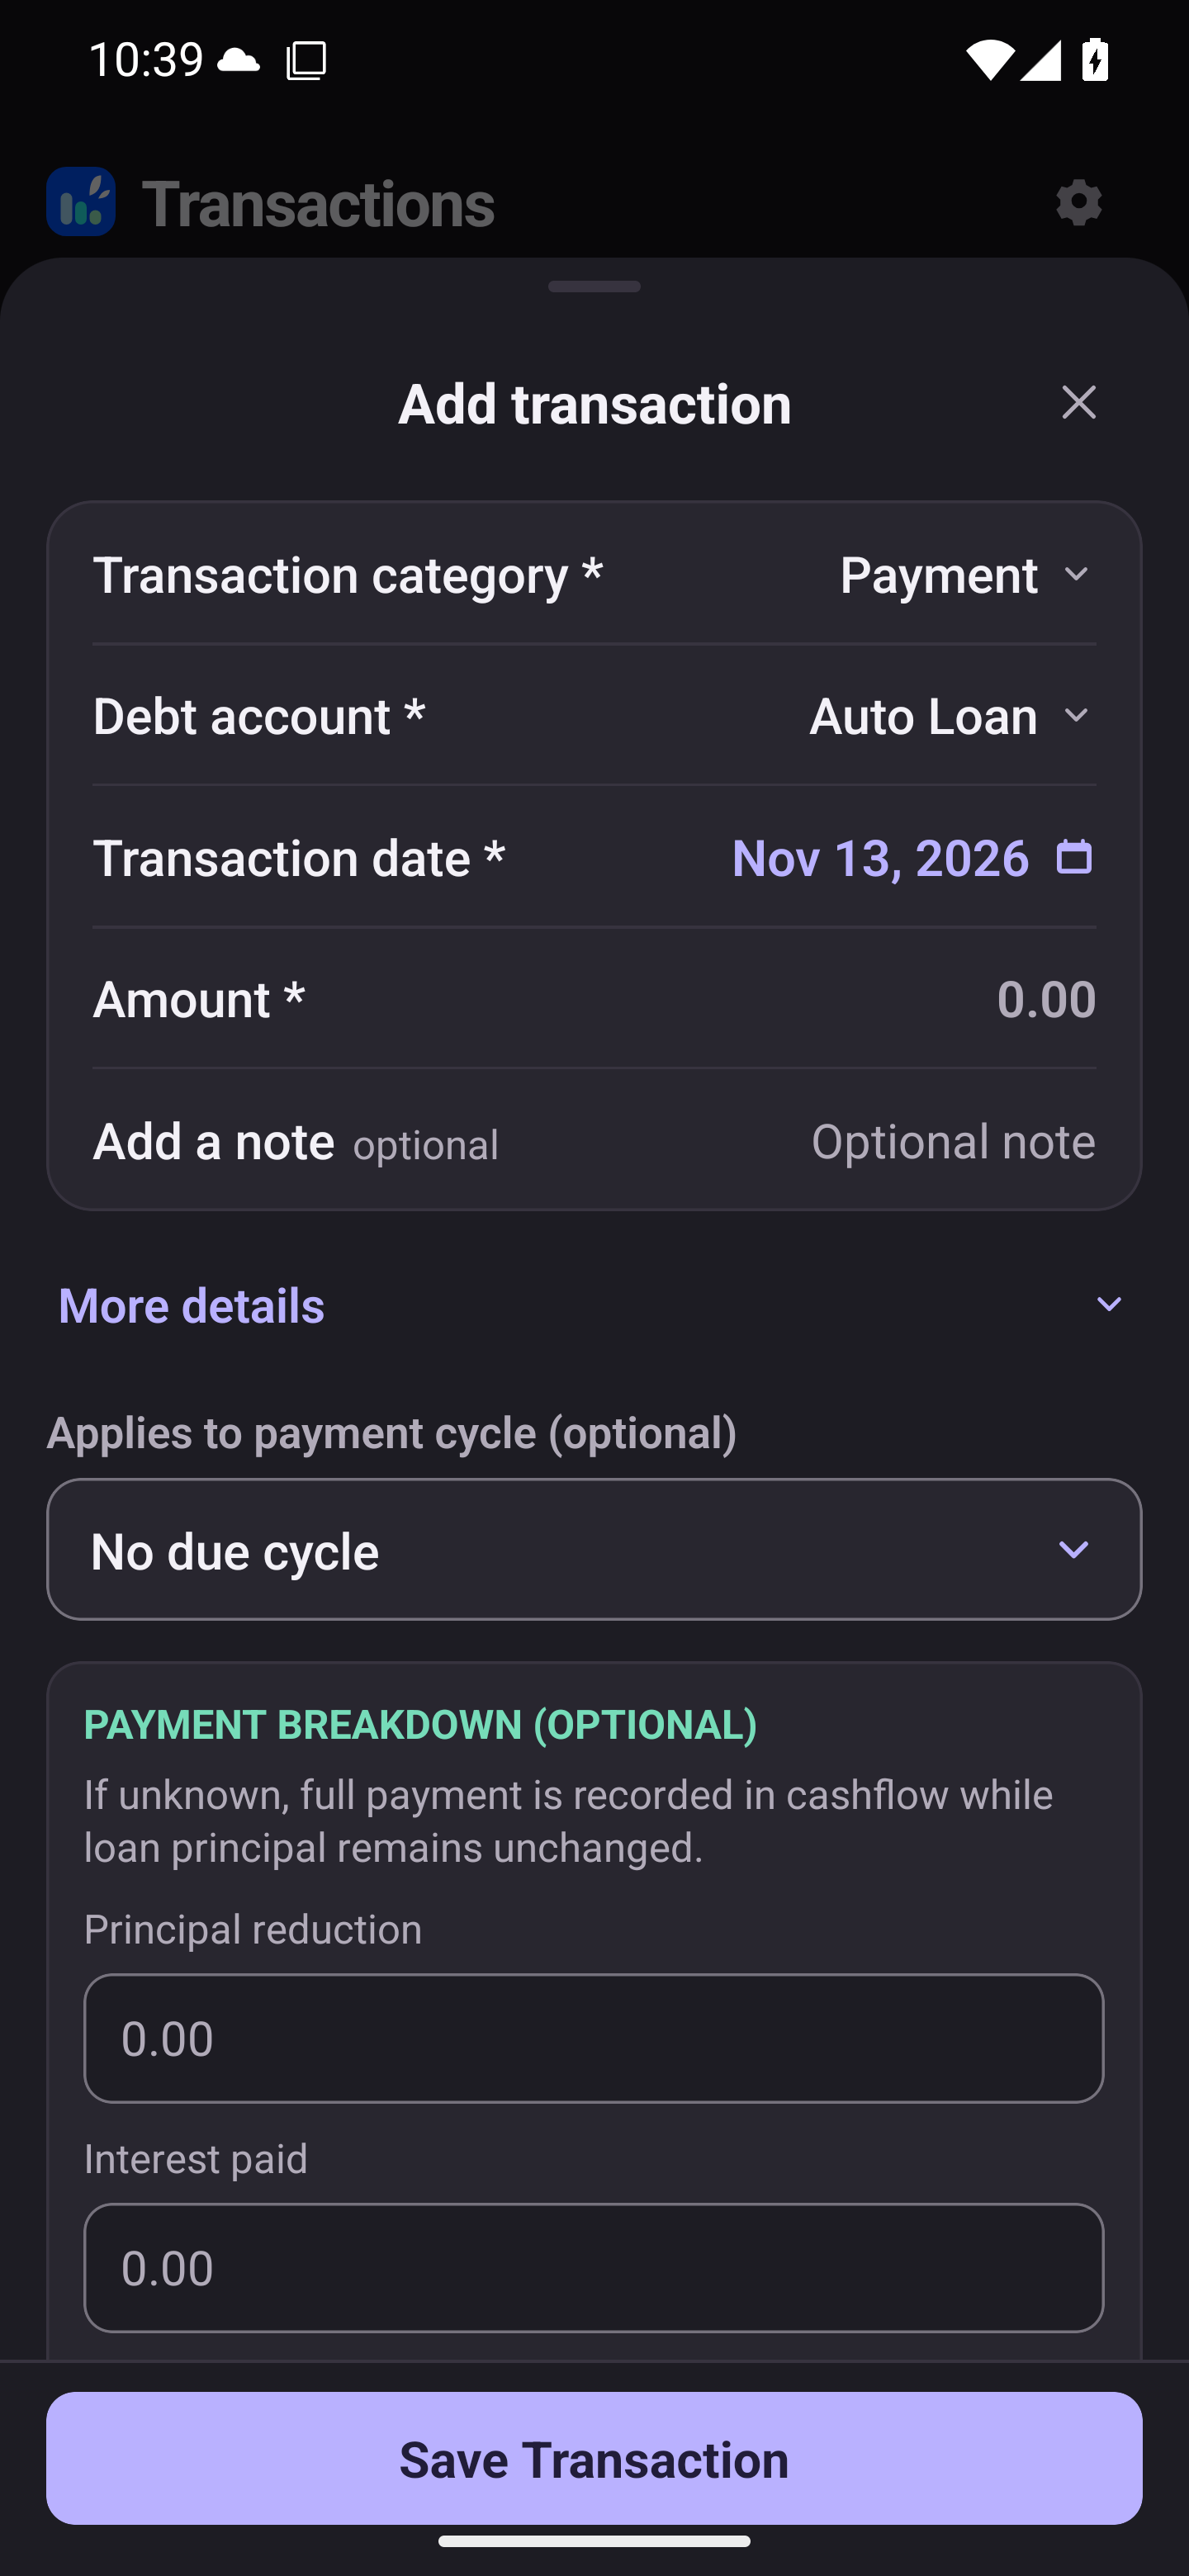 10:39
Transactions
Add transaction
Transaction category * Payment
Debt account * Auto Loan
Transaction date * Nov 13, 2026
Amount * 0.00
Add a note optional Optional note
More details
Applies to payment cycle (optional)
No due cycle
PAYMENT BREAKDOWN (OPTIONAL)
If unknown, full payment is recorded in cashflow while
loan principal remains unchanged.
Principal reduction
0.00
Interest paid
0.00
Save Transaction